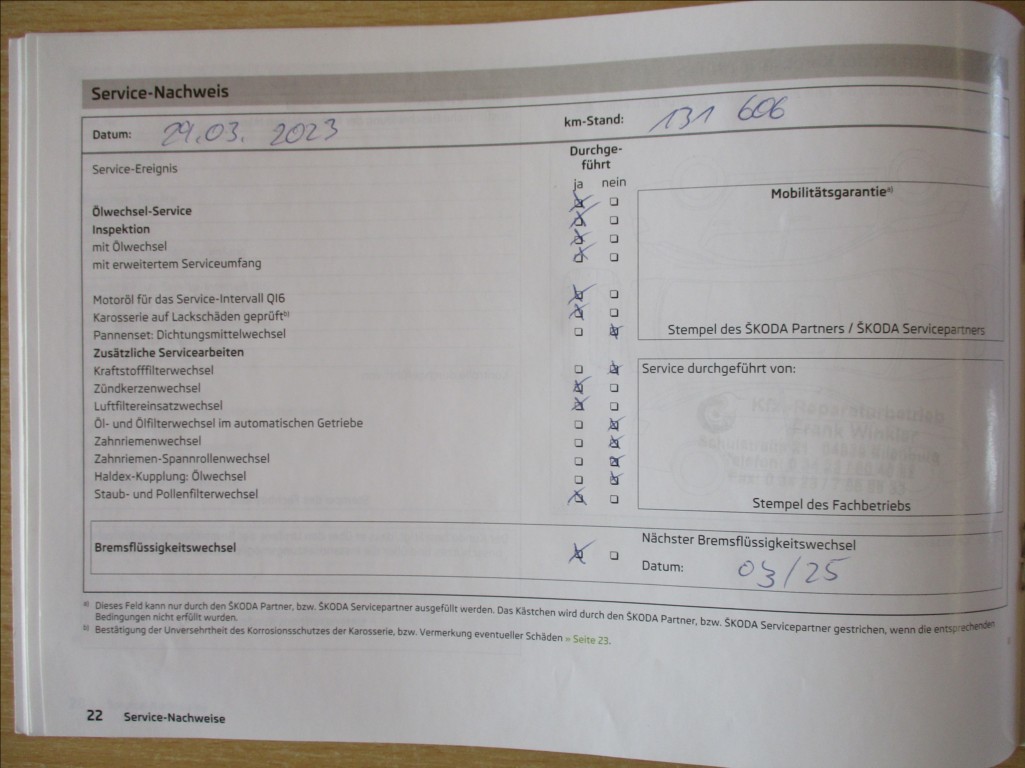 Service-Nachweis
Datum: 29.03. 2023 km-Stand: 131 606
Service-Ereignis Durchge-
führt
ja nein
Ölwechsel-Service
Inspektion
mit Ölwechsel
mit erweitertem Serviceumfang
Motoröl für das Service-Intervall QI6
Karosserie auf Lackschäden geprüft b)
Pannenset: Dichtungsmittelwechsel
Zusätzliche Servicearbeiten
Kraftstofffilterwechsel
Zündkerzenwechsel
Luftfiltereinsatzwechsel
Öl- und Ölfilterwechsel im automatischen Getriebe
Zahnriemenwechsel
Zahnriemen-Spannrollenwechsel
Haldex-Kupplung: Ölwechsel
Staub- und Pollenfilterwechsel
Mobilitätsgarantie a)
Stempel des ŠKODA Partners / ŠKODA Servicepartners
Service durchgeführt von:
Reparaturbetrieb
Frank Winkler
Stempel des Fachbetriebs
Bremsflüssigkeitswechsel
Nächster Bremsflüssigkeitswechsel
Datum: 03/25
a) Dieses Feld kann nur durch den ŠKODA Partner, bzw. ŠKODA Servicepartner ausgefüllt werden. Das Kästchen wird durch den ŠKODA Partner, bzw. ŠKODA Servicepartner gestrichen, wenn die entsprechenden
Bedingungen nicht erfüllt wurden.
b) Bestätigung der Unversehrtheit des Korrosionsschutzes der Karosserie, bzw. Vermerkung eventueller Schäden » Seite 23.
22 Service-Nachweise